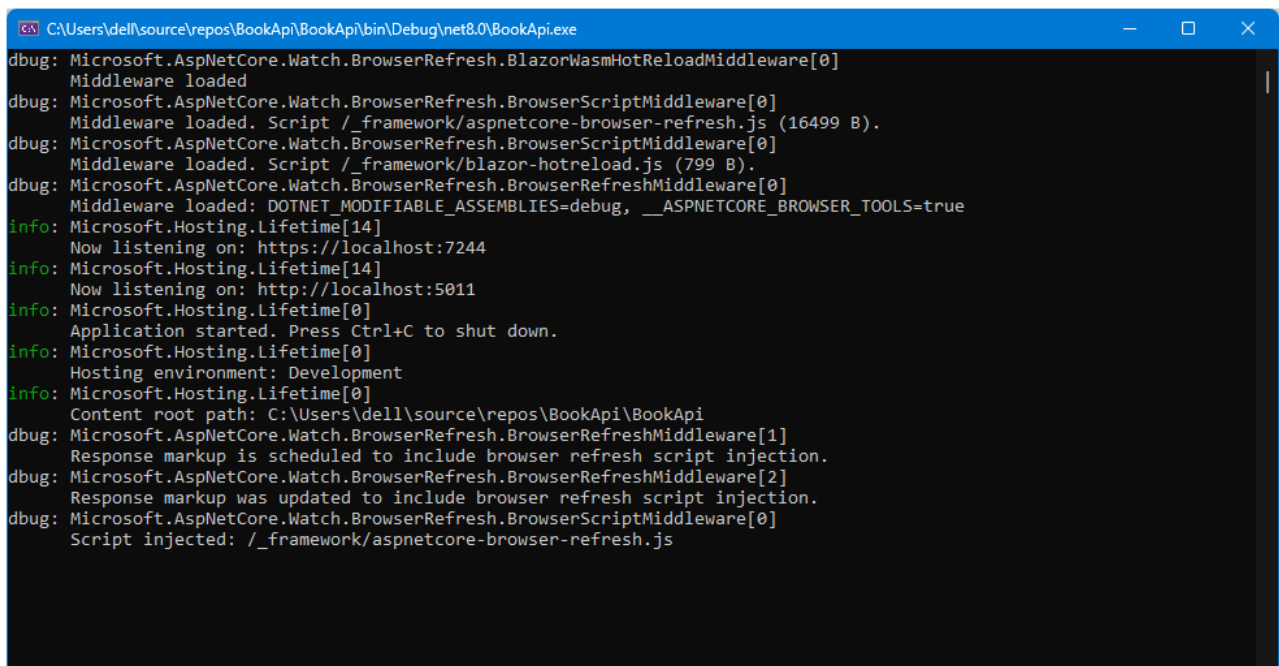 C:\Users\dell\source\repos\BookApi\BookApi\bin\Debug\net8.0\BookApi.exe
dbug: Microsoft.AspNetCore.Watch.BrowserRefresh.BlazorWasmHotReloadMiddleware[0]
Middleware loaded
dbug: Microsoft.AspNetCore.Watch.BrowserRefresh.BrowserScriptMiddleware[0]
Middleware loaded. Script /_framework/aspnetcore-browser-refresh.js (16499 B).
dbug: Microsoft.AspNetCore.Watch.BrowserRefresh.BrowserScriptMiddleware[0]
Middleware loaded. Script /_framework/blazor-hotreload.js (799 B).
dbug: Microsoft.AspNetCore.Watch.BrowserRefresh.BrowserRefreshMiddleware[0]
Middleware loaded: DOTNET_MODIFIABLE_ASSEMBLIES=debug, __ASPNETCORE_BROWSER_TOOLS=true
info: Microsoft.Hosting.Lifetime[14]
Now listening on: https://localhost:7244
info: Microsoft.Hosting.Lifetime[14]
Now listening on: http://localhost:5011
info: Microsoft.Hosting.Lifetime[0]
Application started. Press Ctrl+C to shut down.
info: Microsoft.Hosting.Lifetime[0]
Hosting environment: Development
info: Microsoft.Hosting.Lifetime[0]
Content root path: C:\Users\dell\source\repos\BookApi\BookApi
dbug: Microsoft.AspNetCore.Watch.BrowserRefresh.BrowserRefreshMiddleware[1]
Response markup is scheduled to include browser refresh script injection.
dbug: Microsoft.AspNetCore.Watch.BrowserRefresh.BrowserRefreshMiddleware[2]
Response markup was updated to include browser refresh script injection.
dbug: Microsoft.AspNetCore.Watch.BrowserRefresh.BrowserScriptMiddleware[0]
Script injected: /_framework/aspnetcore-browser-refresh.js